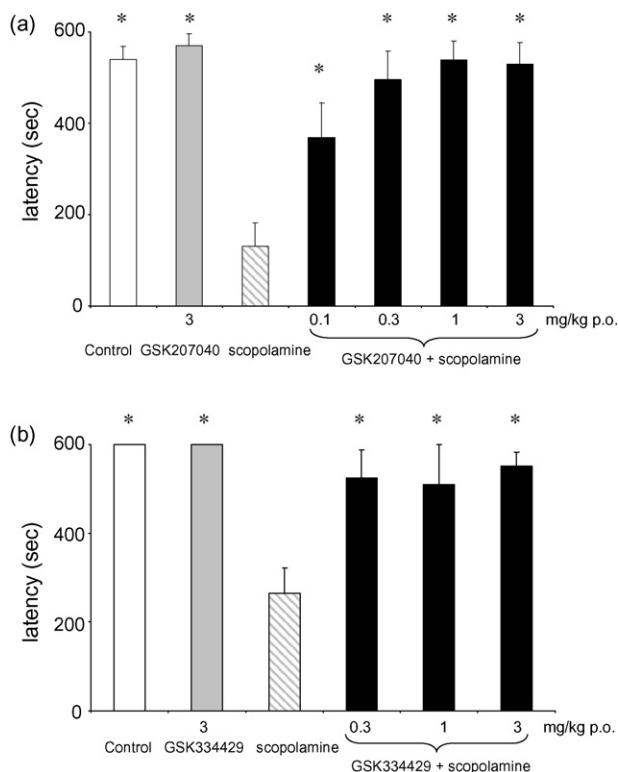 (a)
* * * * * *
*
600
400
200
0
latency (sec)
3 0.1 0.3 1 3 mg/kg p.o.
Control GSK207040 scopolamine GSK207040 + scopolamine
(b)
* * * * *
600
400
200
0
latency (sec)
3 0.3 1 3 mg/kg p.o.
Control GSK334429 scopolamine GSK334429 + scopolamine